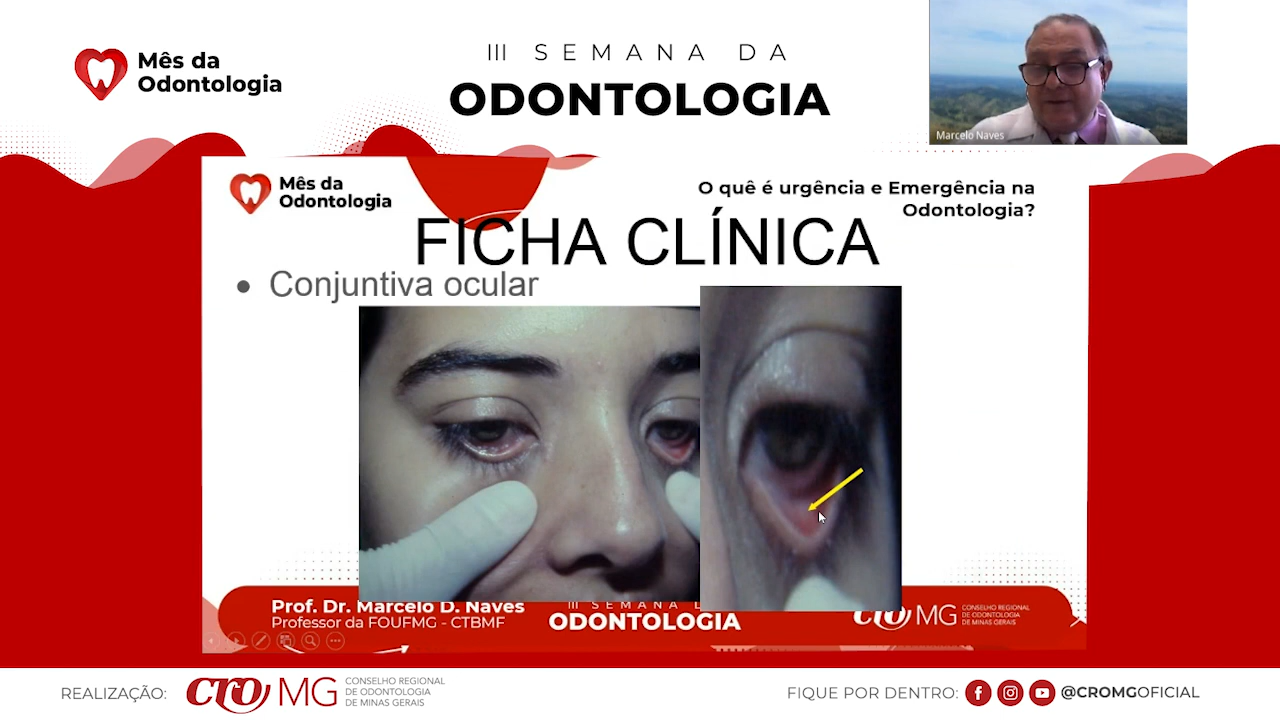 Mês da
Odontologia
III SEMANA DA
ODONTOLOGIA
Marcelo Naves
Mês da
Odontologia
O quê é urgência e Emergência na
Odontologia?
FICHA CLÍNICA
• Conjuntiva ocular
Prof. Dr. Marcelo D. Naves
Professor da FOUFMG - CTBMF
III SEMANA D
ODONTOLOGIA
cro MG
CONSELHO REGIONAL
DE ODONTOLOGIA
DE MINAS GERAIS
REALIZAÇÃO:
cro MG
CONSELHO REGIONAL
DE ODONTOLOGIA
DE MINAS GERAIS
FIQUE POR DENTRO:
@CROMGOFICIAL